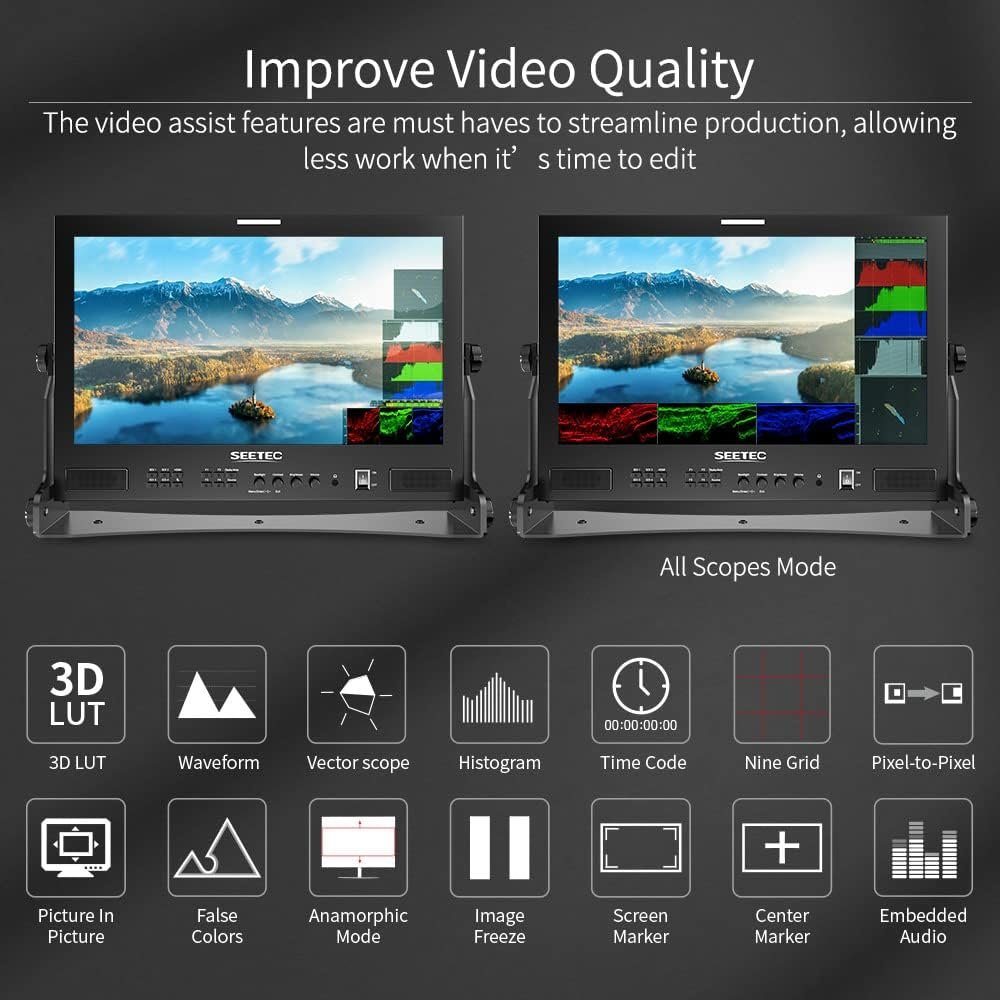 Improve Video Quality
The video assist features are must haves to streamline production, allowing
less work when it’s time to edit
SEETEC
SEETEC
All Scopes Mode
3D
LUT
00:00:00:00
3D LUT
Waveform
Vector scope
Histogram
Time Code
Nine Grid
Pixel-to-Pixel
Picture In
Picture
False
Colors
Anamorphic
Mode
Image
Freeze
Screen
Marker
Center
Marker
Embedded
Audio